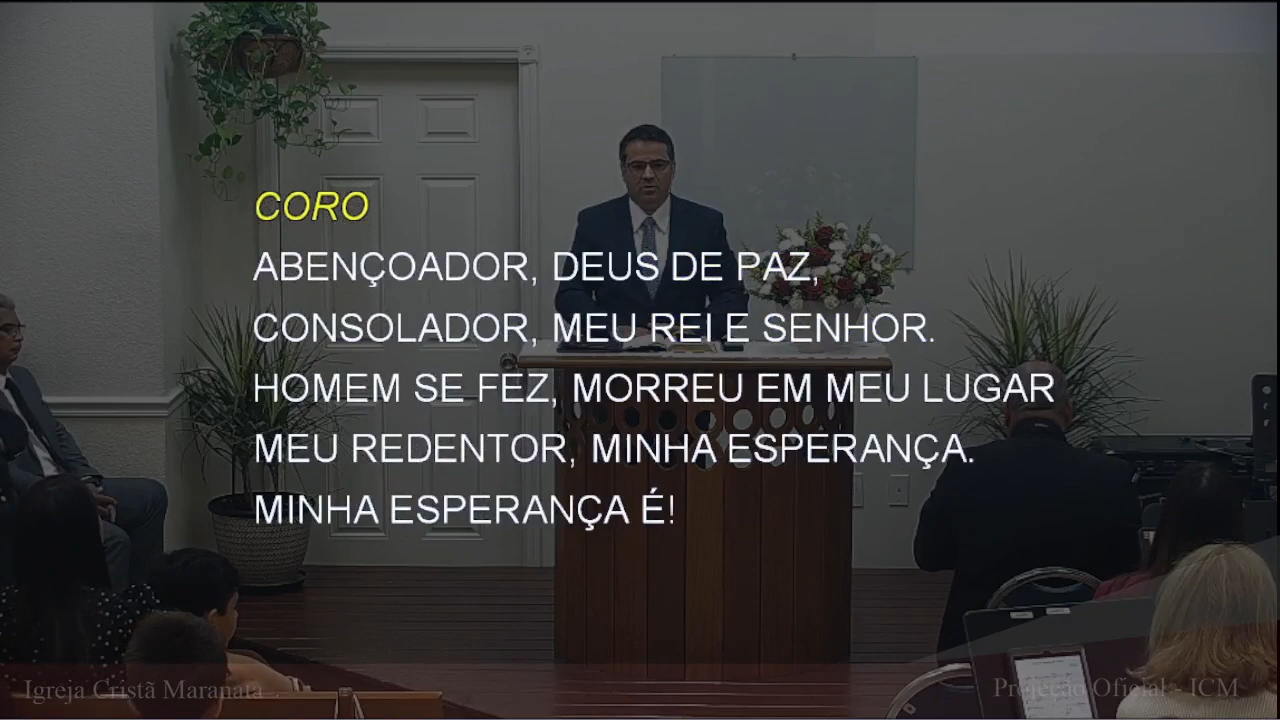 CORO
ABENÇOADOR, DEUS DE PAZ,
CONSOLADOR, MEU REI E SENHOR.
HOMEM SE FEZ, MORREU EM MEU LUGAR
MEU REDENTOR, MINHA ESPERANÇA.
MINHA ESPERANÇA É!
Igreja Cristã Maranata
Projeção Oficial - ICM